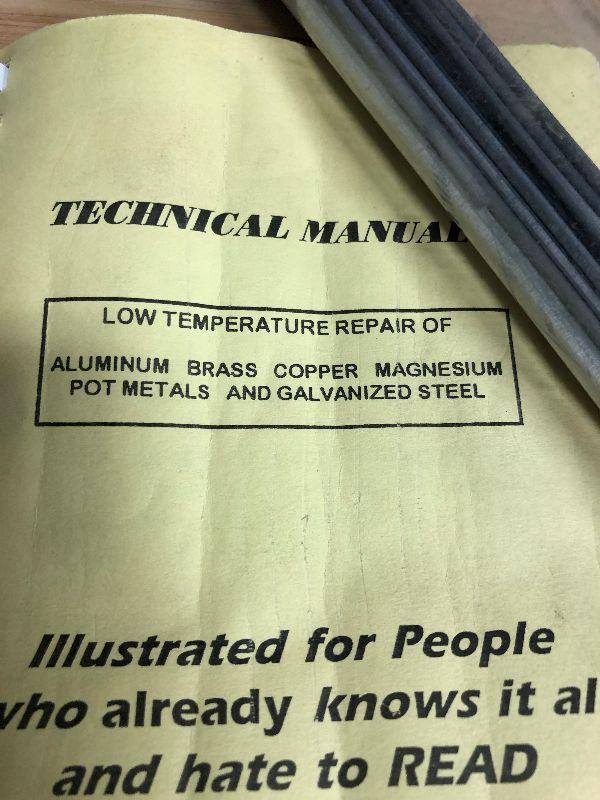 TECHNICAL MANUAL
LOW TEMPERATURE REPAIR OF
ALUMINUM BRASS COPPER MAGNESIUM
POT METALS AND GALVANIZED STEEL
Illustrated for People
who already knows it al
and hate to READ